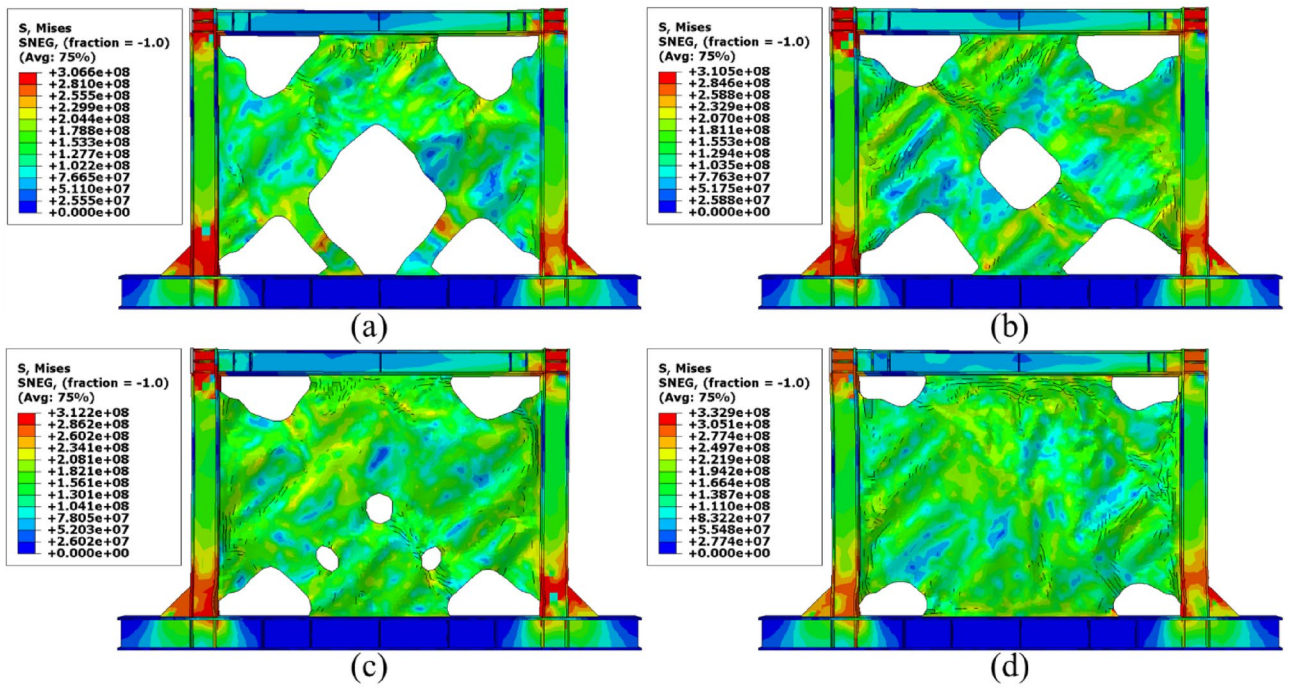 S, Mises
SNEG, (fraction = -1.0)
(Avg: 75%)
+3.066e+08
+2.810e+08
+2.555e+08
+2.299e+08
+2.044e+08
+1.788e+08
+1.533e+08
+1.277e+08
+1.022e+08
+7.665e+07
+5.110e+07
+2.555e+07
+0.000e+00
(a)
S, Mises
SNEG, (fraction = -1.0)
(Avg: 75%)
+3.105e+08
+2.846e+08
+2.588e+08
+2.329e+08
+2.070e+08
+1.811e+08
+1.553e+08
+1.294e+08
+1.035e+08
+7.763e+07
+5.175e+07
+2.588e+07
+0.000e+00
(b)
S, Mises
SNEG, (fraction = -1.0)
(Avg: 75%)
+3.122e+08
+2.862e+08
+2.602e+08
+2.341e+08
+2.081e+08
+1.821e+08
+1.561e+08
+1.301e+08
+1.041e+08
+7.805e+07
+5.203e+07
+2.602e+07
+0.000e+00
(c)
S, Mises
SNEG, (fraction = -1.0)
(Avg: 75%)
+3.329e+08
+3.051e+08
+2.774e+08
+2.497e+08
+2.219e+08
+1.942e+08
+1.664e+08
+1.387e+08
+1.110e+08
+8.322e+07
+5.548e+07
+2.774e+07
+0.000e+00
(d)